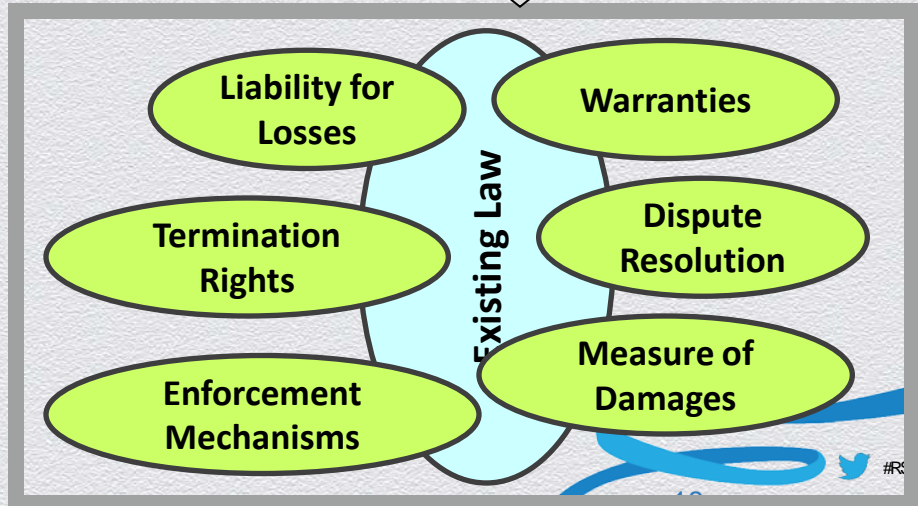 Liability for
Losses
Warranties
Existing Law
Termination
Rights
Dispute
Resolution
Enforcement
Mechanisms
Measure of
Damages